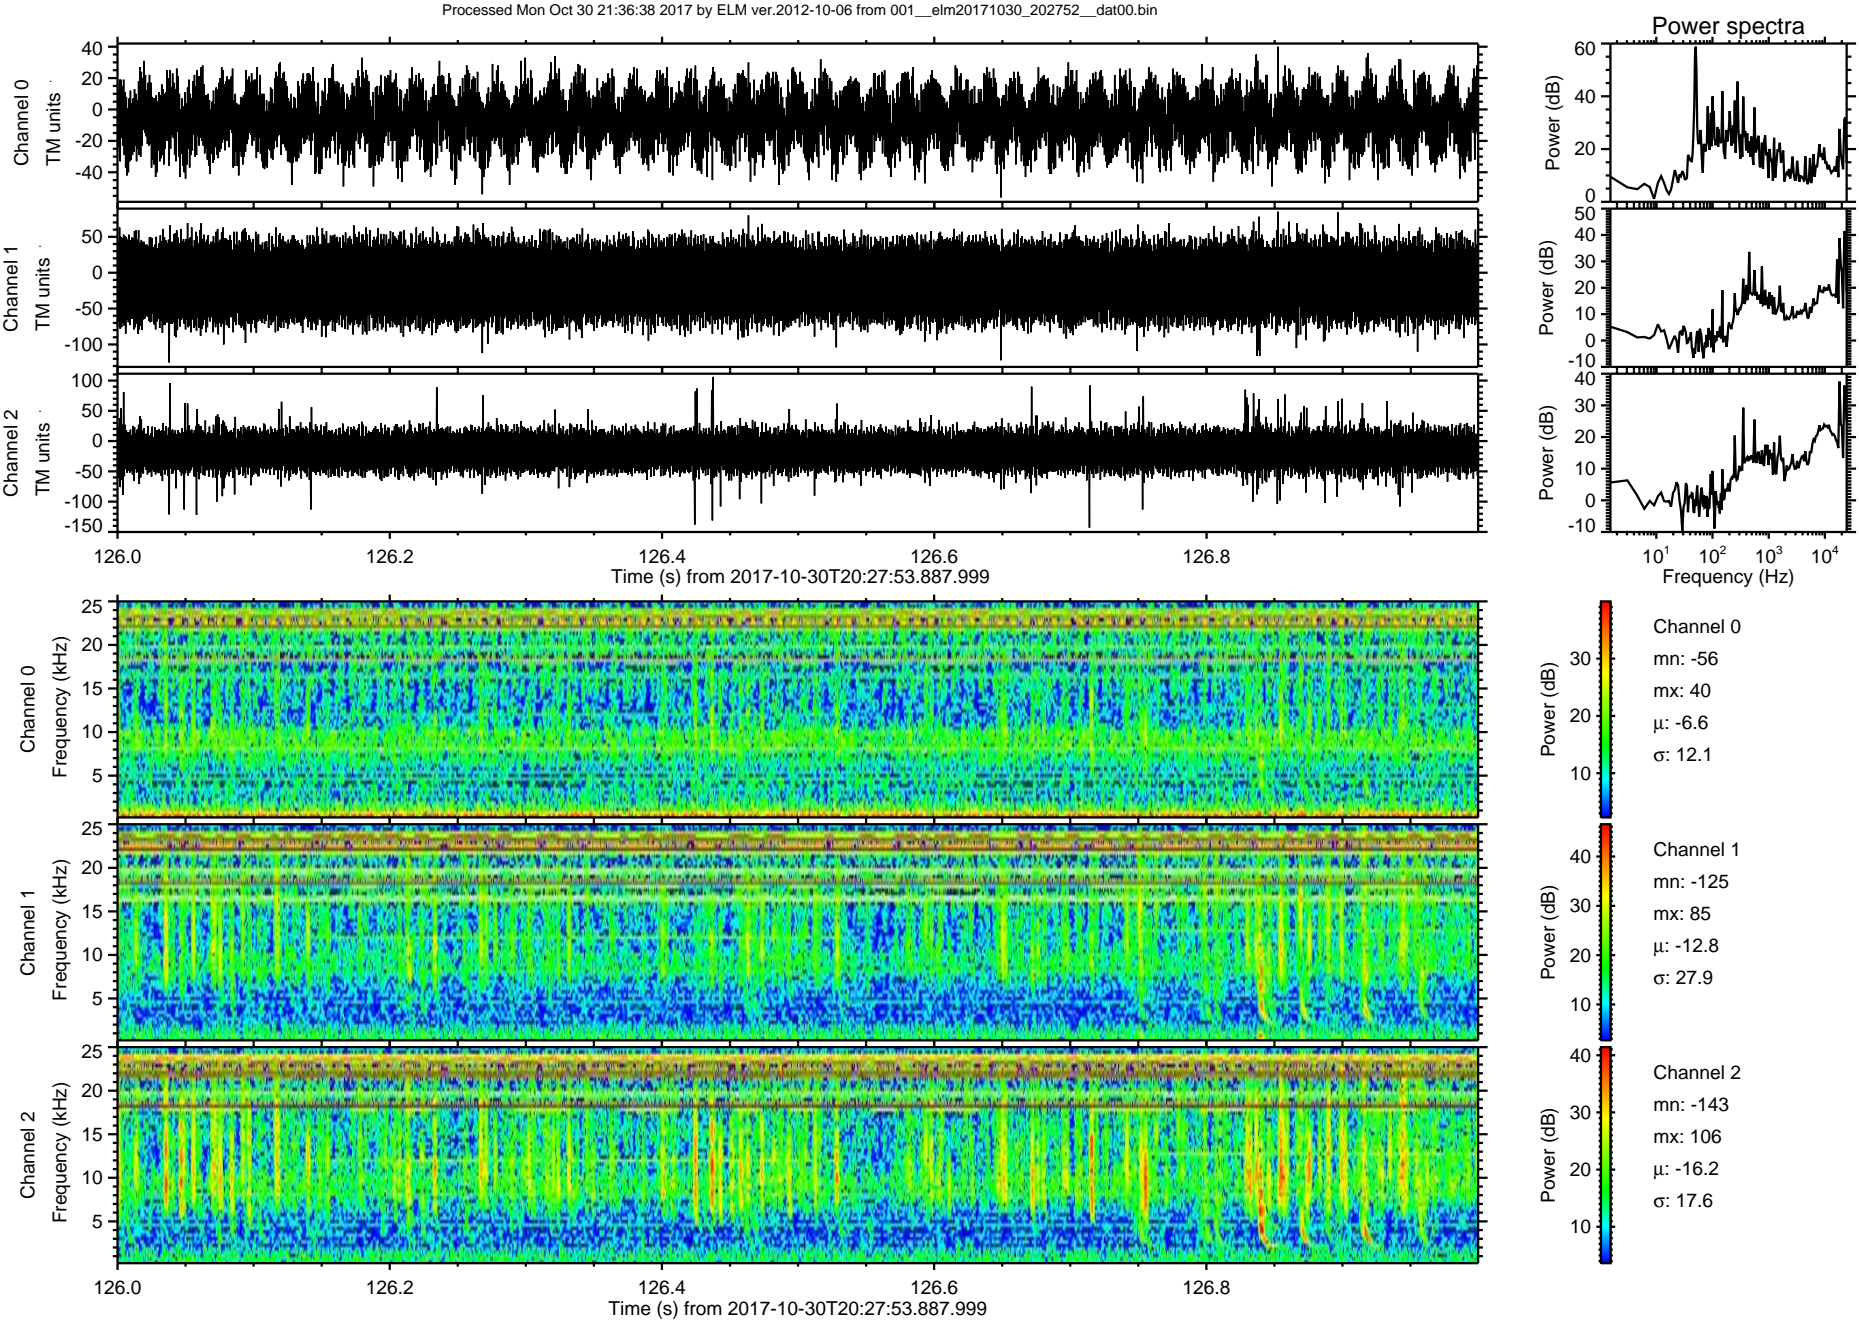 Processed Mon Oct 30 21:36:38 2017 by ELM ver.2012-10-06 from 001__elm20171030_202752__dat00.bin
Power spectra
Channel 0
TM units
40
20
0
-20
-40
Power (dB)
60
40
20
0
Channel 1
TM units
50
0
-50
-100
Power (dB)
50
40
30
20
10
0
-10
Channel 2
TM units
100
50
0
-50
-100
-150
Power (dB)
40
30
20
10
0
-10
126.0 126.2 126.4 126.6 126.8
Time (s) from 2017-10-30T20:27:53.887.999
10¹ 10² 10³ 10⁴
Frequency (Hz)
Channel 0
Frequency (kHz)
25
20
15
10
5
Power (dB)
30
20
10
Channel 0
mn: -56
mx: 40
μ: -6.6
σ: 12.1
Channel 1
Frequency (kHz)
25
20
15
10
5
Power (dB)
40
30
20
10
Channel 1
mn: -125
mx: 85
μ: -12.8
σ: 27.9
Channel 2
Frequency (kHz)
25
20
15
10
5
Power (dB)
40
30
20
10
Channel 2
mn: -143
mx: 106
μ: -16.2
σ: 17.6
126.0 126.2 126.4 126.6 126.8
Time (s) from 2017-10-30T20:27:53.887.999